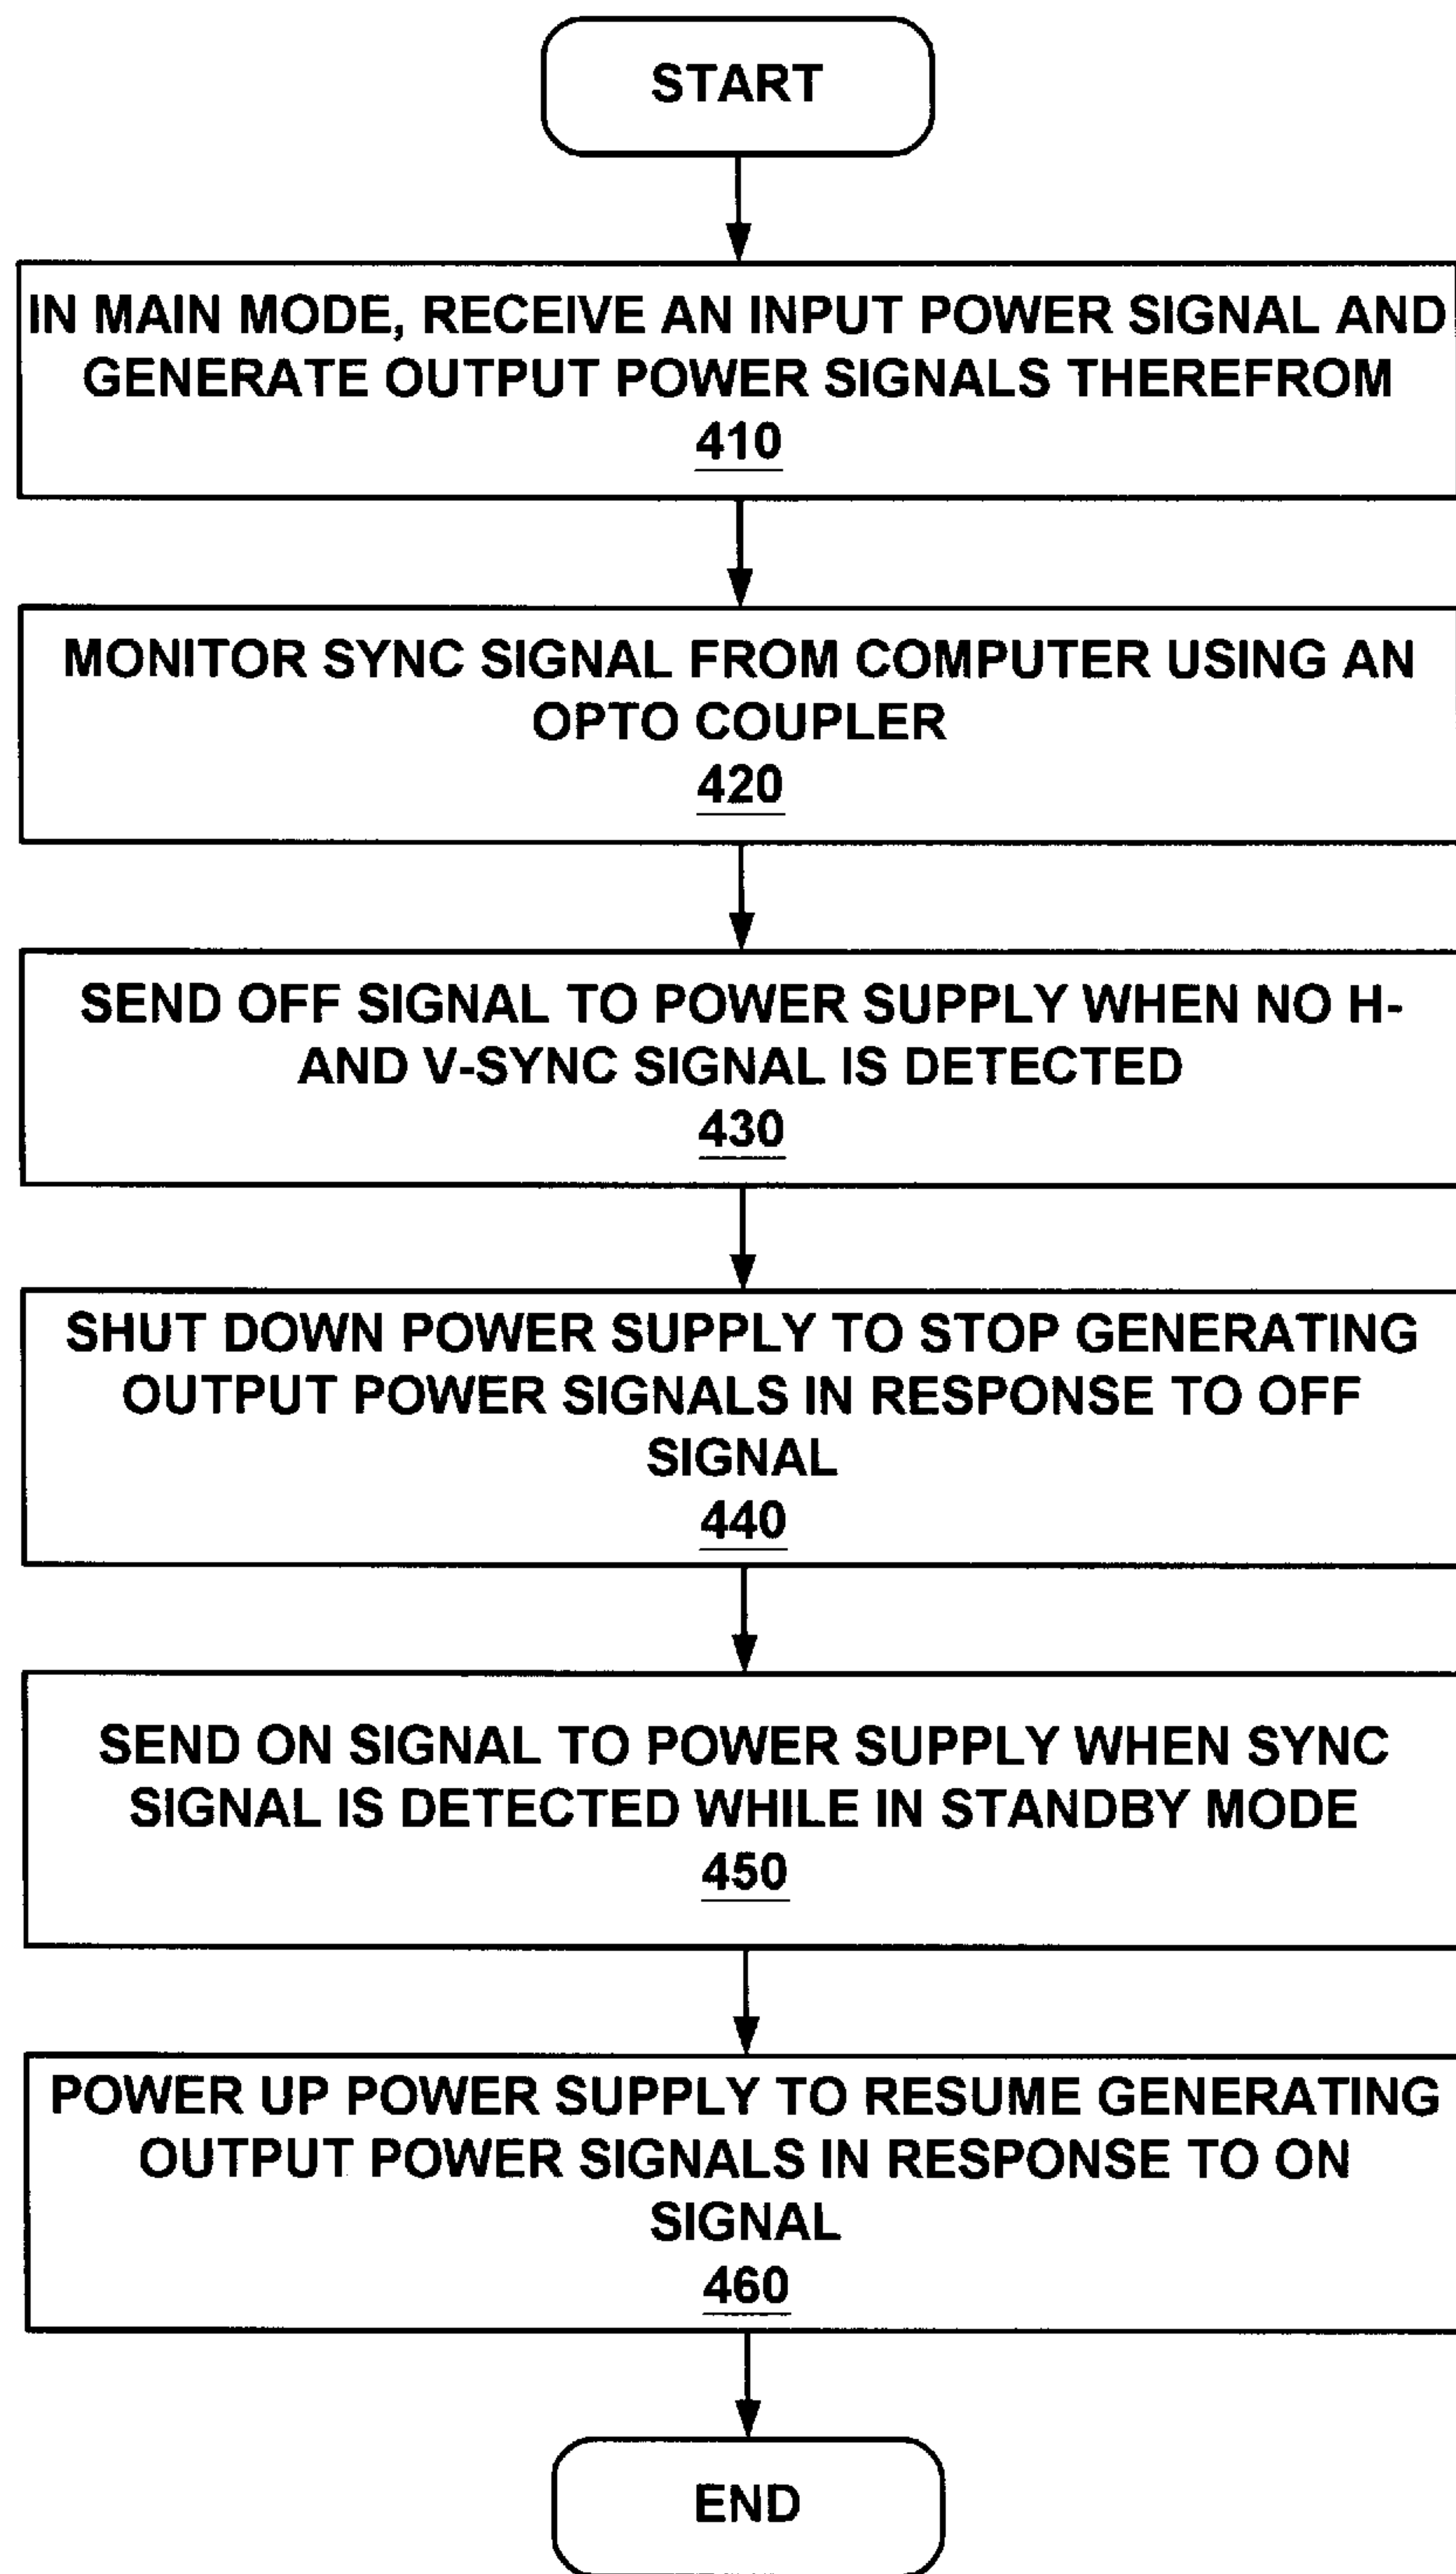 START
IN MAIN MODE, RECEIVE AN INPUT POWER SIGNAL AND
GENERATE OUTPUT POWER SIGNALS THEREFROM
410
MONITOR SYNC SIGNAL FROM COMPUTER USING AN
OPTO COUPLER
420
SEND OFF SIGNAL TO POWER SUPPLY WHEN NO H-
AND V-SYNC SIGNAL IS DETECTED
430
SHUT DOWN POWER SUPPLY TO STOP GENERATING
OUTPUT POWER SIGNALS IN RESPONSE TO OFF
SIGNAL
440
SEND ON SIGNAL TO POWER SUPPLY WHEN SYNC
SIGNAL IS DETECTED WHILE IN STANDBY MODE
450
POWER UP POWER SUPPLY TO RESUME GENERATING
OUTPUT POWER SIGNALS IN RESPONSE TO ON
SIGNAL
460
END